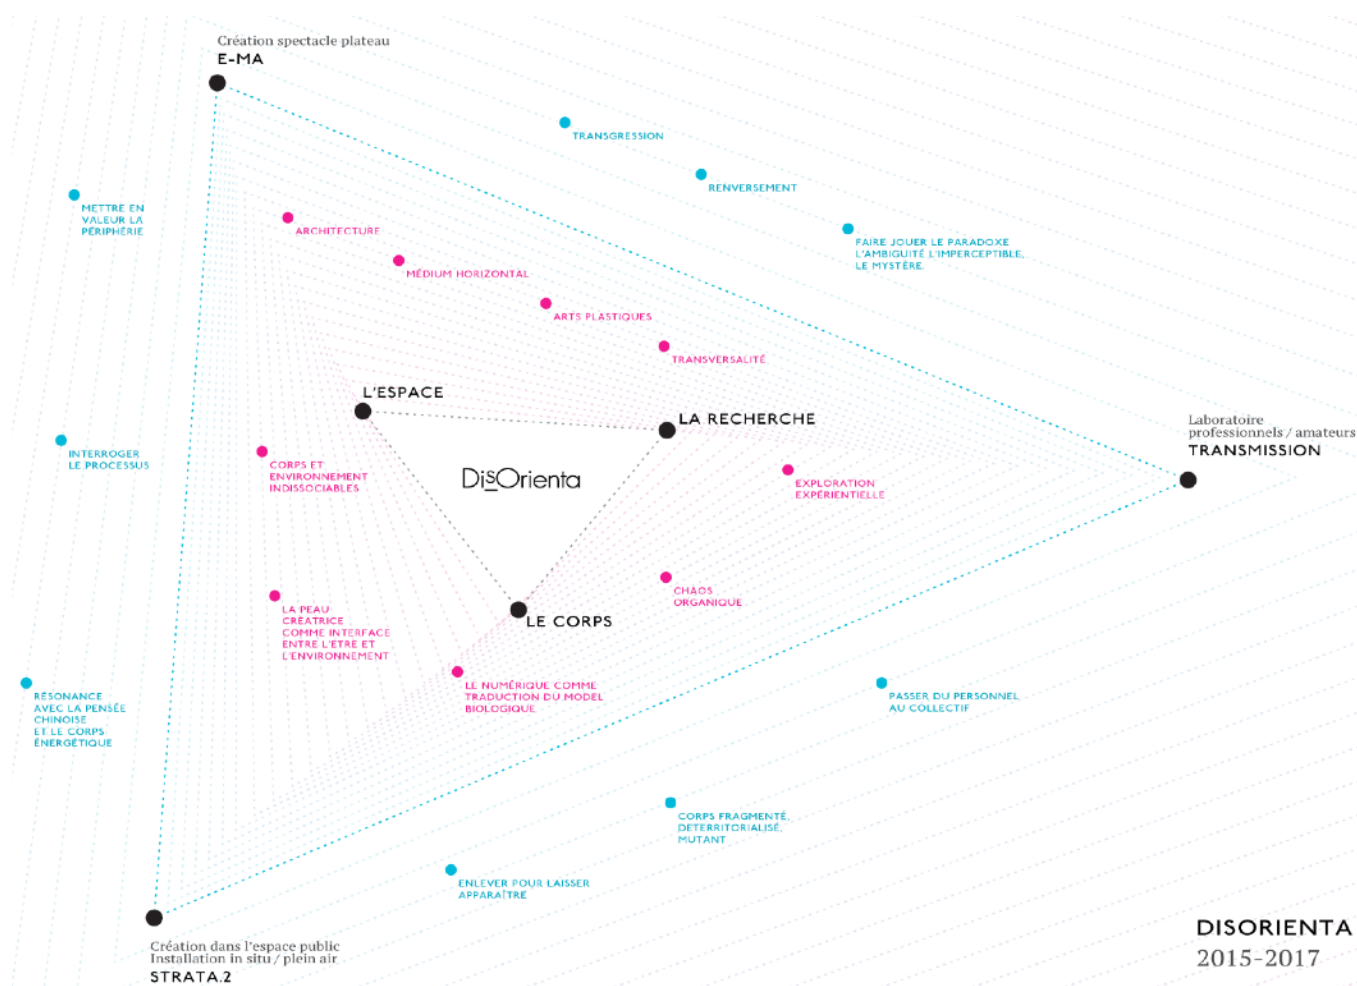 Création spectacle plateau
E-MA
TRANSGRESSION
RENVERSEMENT
METTRE EN
VALEUR LA
PÉRIPHÉRIE
ARCHITECTURE
FAIRE JOUER LE PARADOXE
L'AMBIGUITÉ L'IMPERCEPTIBLE,
LE MYSTÈRE.
MÉDIUM HORIZONTAL
ARTS PLASTIQUES
TRANSVERSALITÉ
L'ESPACE
LA RECHERCHE
Laboratoire
professionnels / amateurs
TRANSMISSION
INTERROGER
LE PROCESSUS
CORPS ET
ENVIRONNEMENT
INDISSOCIABLES
DisOrienta
EXPLORATION
EXPÉRIENTIELLE
CHAOS
ORGANIQUE
LA PEAU
CRÉATRICE
COMME INTERFACE
ENTRE L'ETRE ET
L'ENVIRONNEMENT
LE CORPS
LE NUMÉRIQUE COMME
TRADUCTION DU MODEL
BIOLOGIQUE
RÉSONANCE
AVEC LA PENSÉE
CHINOISE
ET LE CORPS
ÉNERGÉTIQUE
PASSER DU PERSONNEL
AU COLLECTIF
CORPS FRAGMENTÉ,
DETERRITORIALISÉ,
MUTANT
ENLEVER POUR LAISSER
APPARAÎTRE
Création dans l'espace public
Installation in situ / plein air
STRATA.2
DISORIENTA
2015-2017